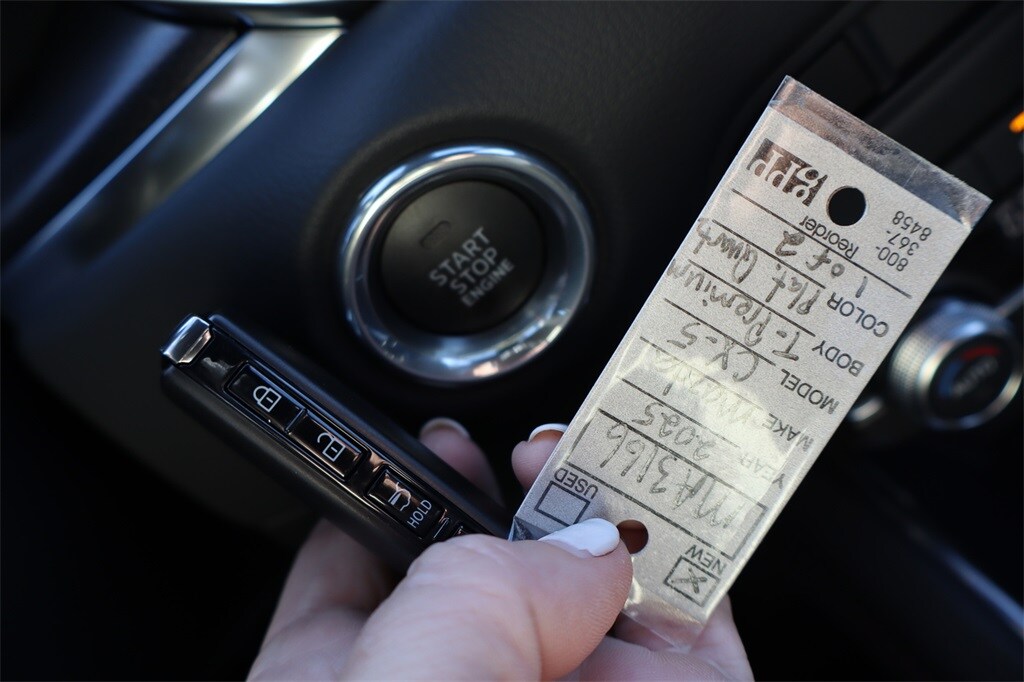 START
STOP
ENGINE
HOLD
NEW
USED
MA3166
YEAR 2025
MAKE Mazda
MODEL CX-5
BODY T-Premium
COLOR Plat. Quartz
1 of 2
Reorder
800-
367-
8458